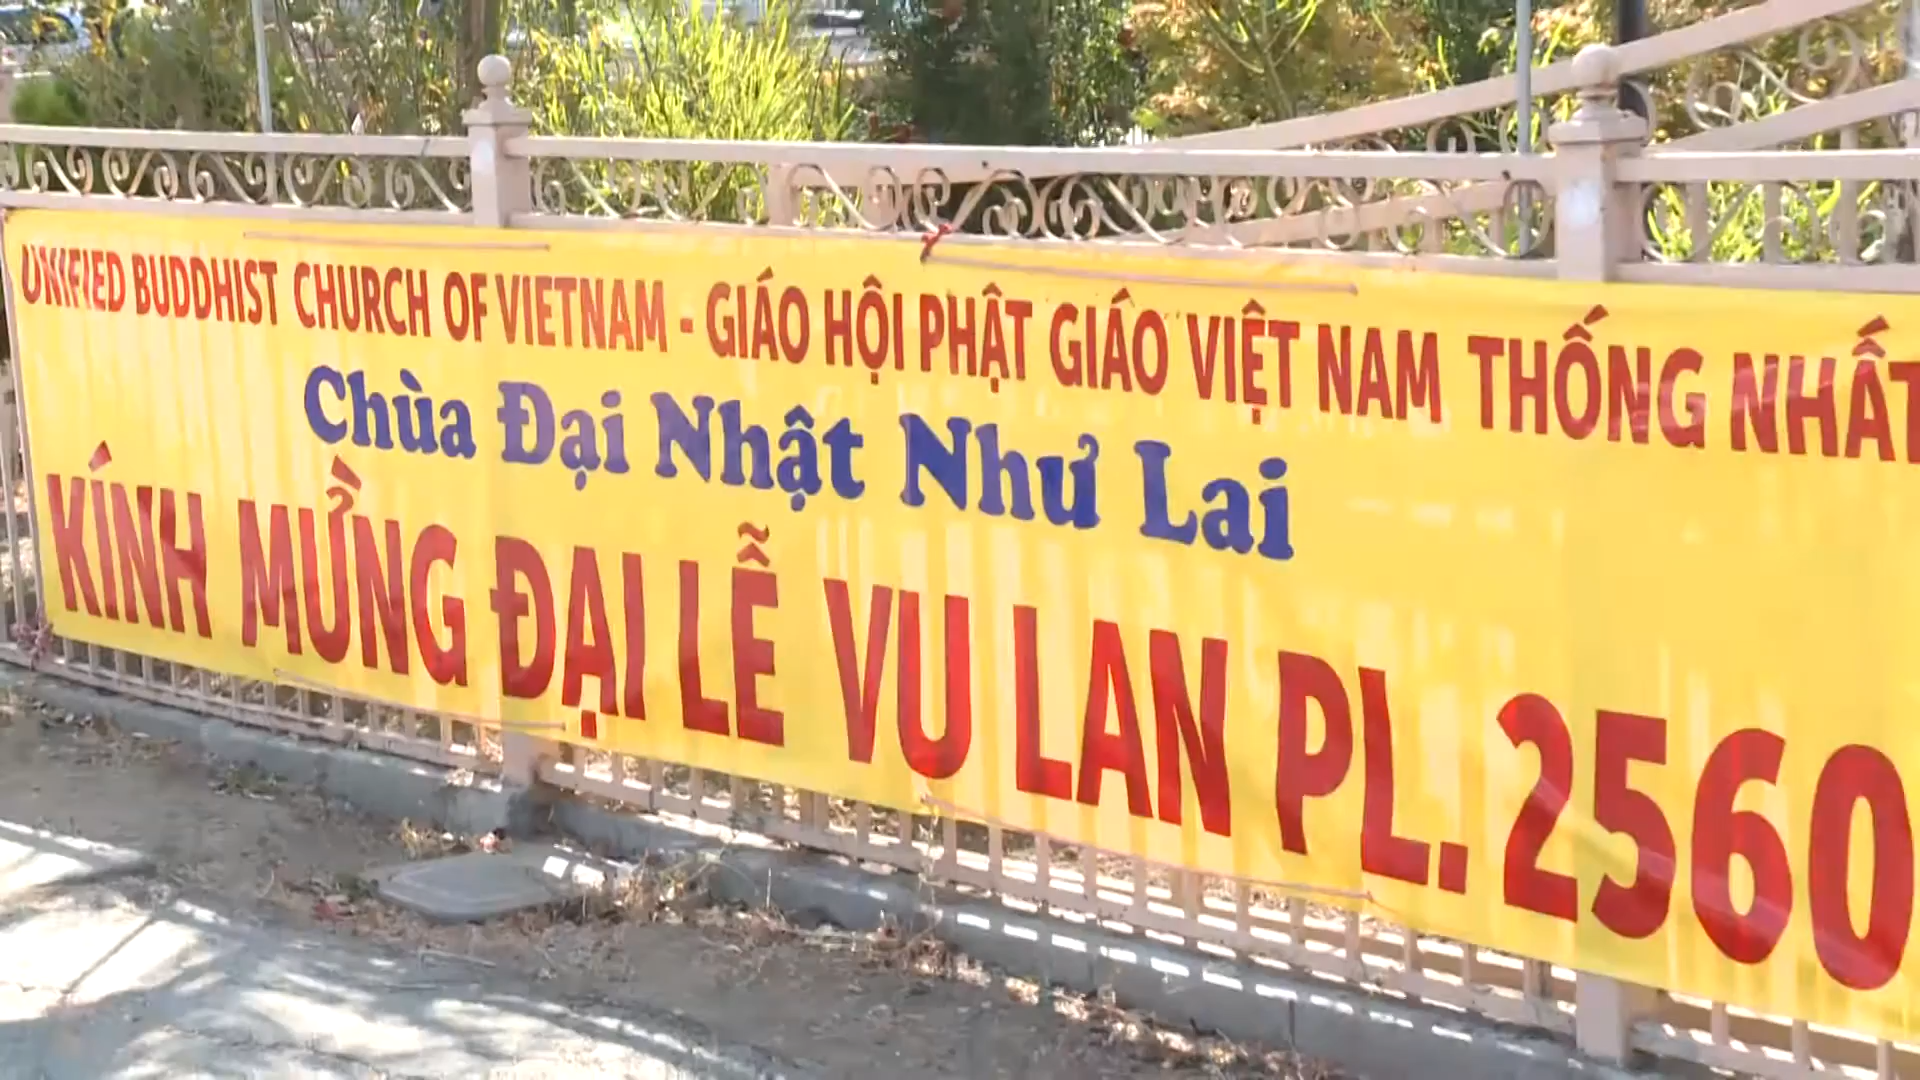 UNIFIED BUDDHIST CHURCH OF VIETNAM - GIÁO HỘI PHẬT GIÁO VIỆT NAM THỐNG NHẤT
Chùa Đại Nhật Như Lai
KÍNH MỬNG ĐẠI LỄ VU LAN PL. 2560